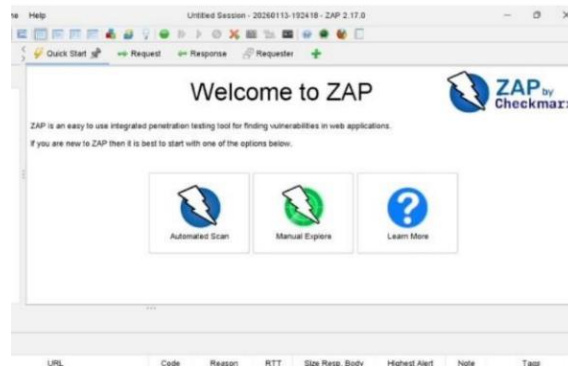 Help
Untitled Session - 20260113-192418 - ZAP 2.17.0
Quick Start
Request
Response
Requester
Welcome to ZAP
ZAP by
Checkmarx
ZAP is an easy to use integrated penetration testing tool for finding vulnerabilities in web applications.
If you are new to ZAP then it is best to start with one of the options below.
Automated Scan
Manual Explore
Learn More
URL
Code
Reason
RTT
Size Resp. Body
Highest Alert
Note
Tags